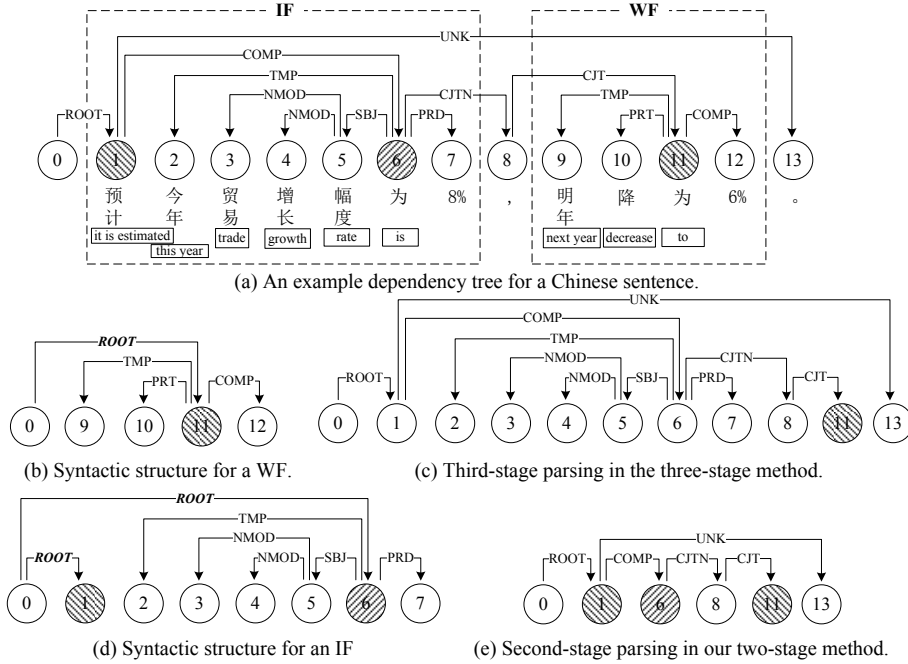 IF WF
UNK
COMP
TMP CJT
NMOD CJTN TMP
ROOT NMOD SBJ PRD PRT COMP
0 1 2 3 4 5 6 7 8 9 10 11 12 13
预计 今年 贸易 增长 幅度 为 8% , 明年 降 为 6% 。
it is estimated this year trade growth rate is next year decrease to
(a) An example dependency tree for a Chinese sentence.
ROOT
TMP
PRT COMP
0 9 10 11 12
(b) Syntactic structure for a WF.
UNK
COMP
TMP
NMOD CJTN
ROOT NMOD SBJ PRD CJT
0 1 2 3 4 5 6 7 8 11 13
(c) Third-stage parsing in the three-stage method.
ROOT
TMP
NMOD
ROOT NMOD SBJ PRD
0 1 2 3 4 5 6 7
(d) Syntactic structure for an IF
UNK
ROOT COMP CJTN CJT
0 1 6 8 11 13
(e) Second-stage parsing in our two-stage method.